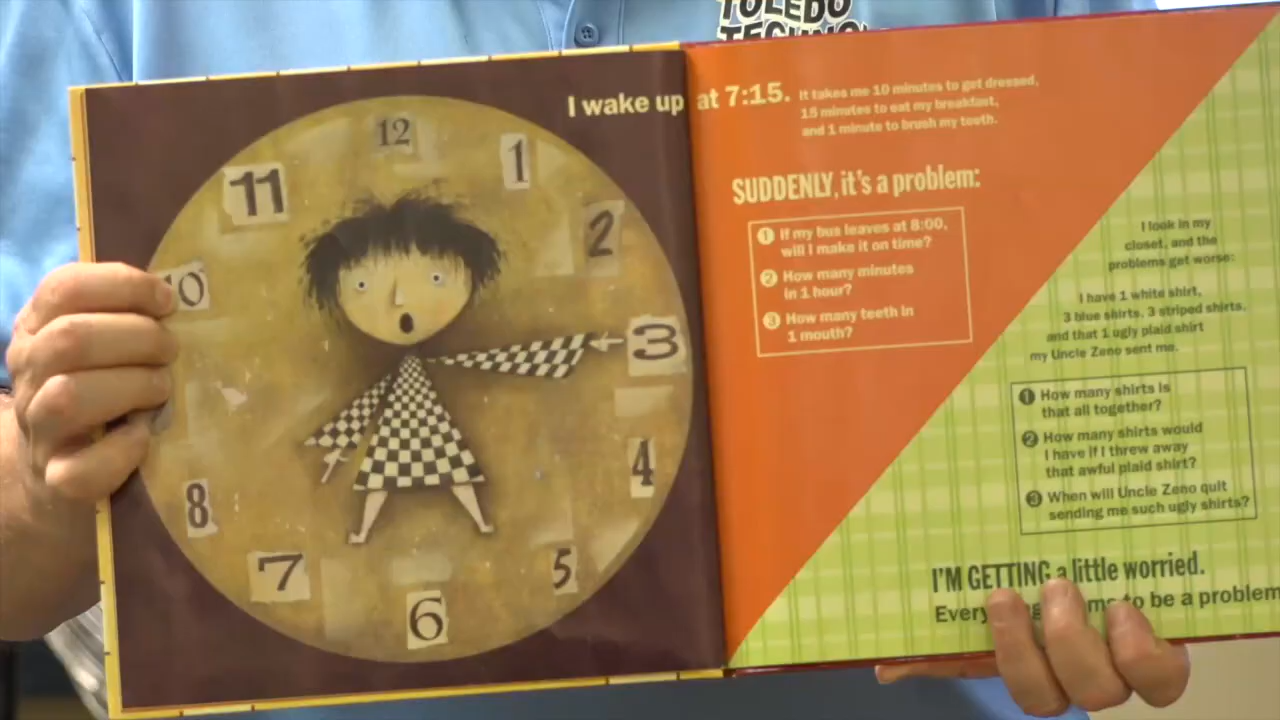 TOLEDO
TECHNO
I wake up at 7:15. It takes me 10 minutes to get dressed,
15 minutes to eat my breakfast,
and 1 minute to brush my teeth.
SUDDENLY, it's a problem:
1 If my bus leaves at 8:00,
will I make it on time?
2 How many minutes
in 1 hour?
3 How many teeth in
1 mouth?
I look in my
closet, and the
problems get worse:
I have 1 white shirt,
3 blue shirts, 3 striped shirts,
and that 1 ugly plaid shirt
my Uncle Zeno sent me.
1 How many shirts is
that all together?
2 How many shirts would
I have if I threw away
that awful plaid shirt?
3 When will Uncle Zeno quit
sending me such ugly shirts?
I'M GETTING a little worried.
to be a problem
12
1
2
3
4
5
6
7
8
10
11